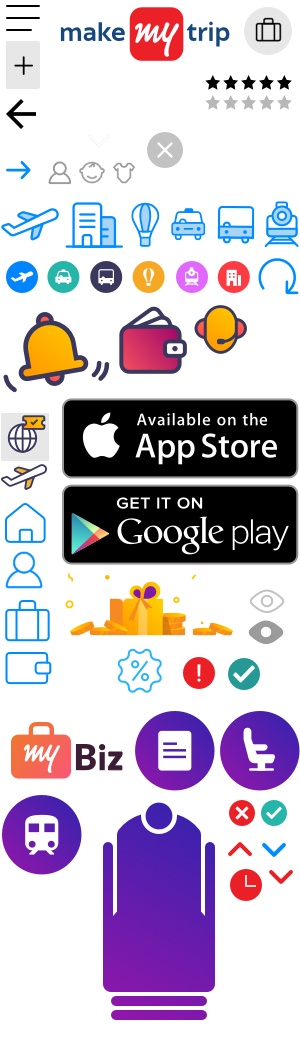 make my trip
Available on the
App Store
GET IT ON
Google play
my Biz